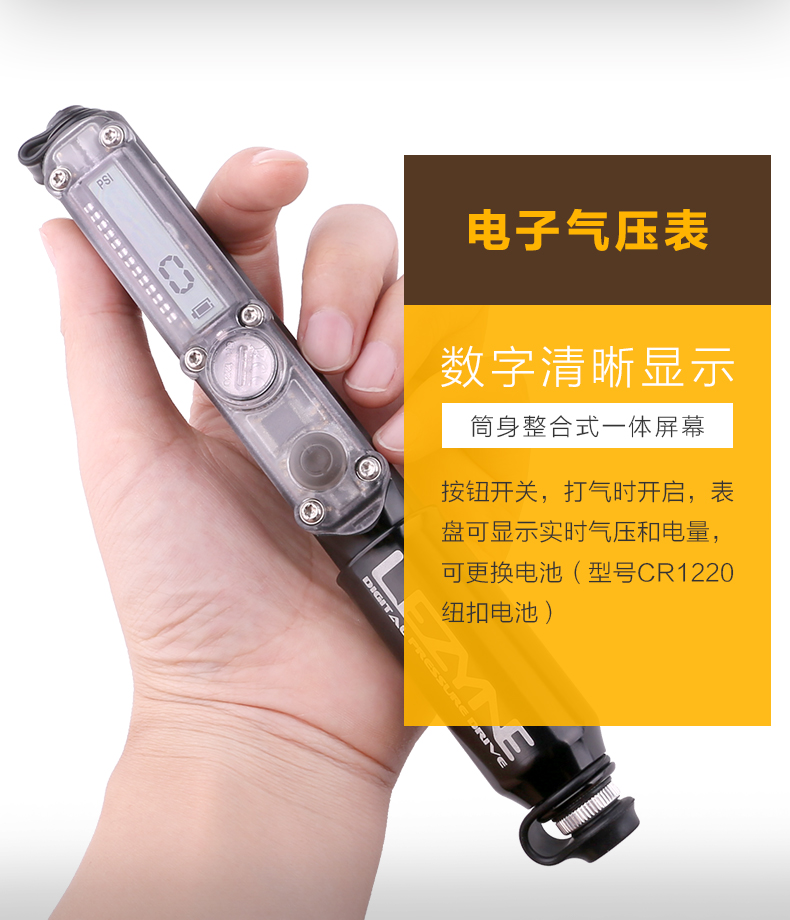 PSI
0
电子气压表
数字清晰显示
筒身整合式一体屏幕
按钮开关，打气时开启，表
盘可显示实时气压和电量，
可更换电池（型号CR1220
纽扣电池）
LEZYNE
DIGITAL PRESSURE DRIVE